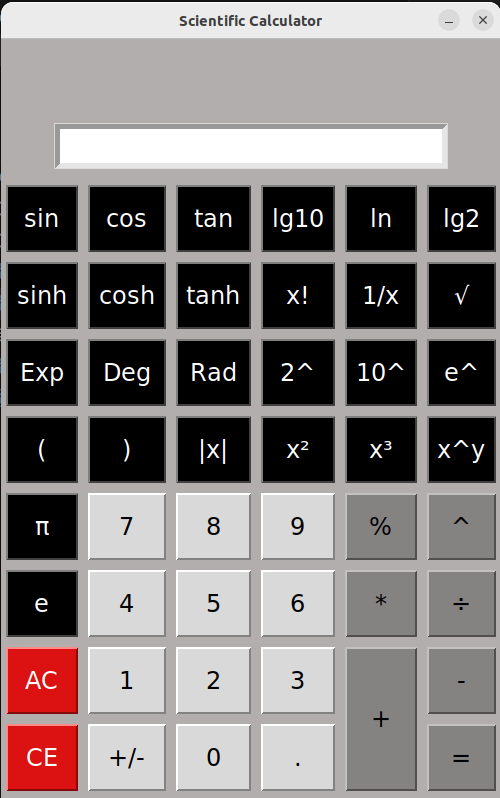 Scientific Calculator
sin cos tan lg10 ln lg2
sinh cosh tanh x! 1/x √
Exp Deg Rad 2^ 10^ e^
( ) |x| x² x³ x^y
π 7 8 9 % ^
e 4 5 6 * ÷
AC 1 2 3 + -
CE +/- 0 . =